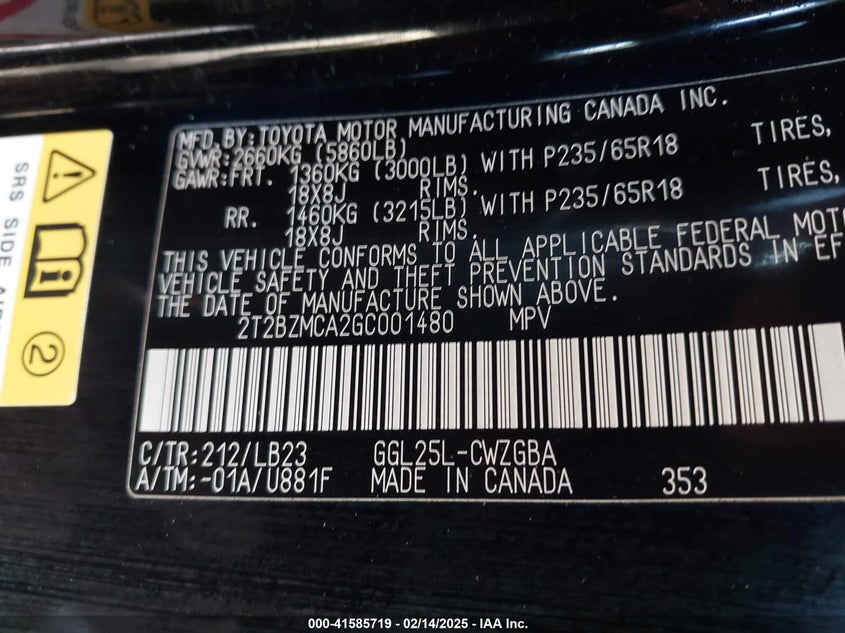 MFD. BY: TOYOTA MOTOR MANUFACTURING CANADA INC.
GVWR: 2660KG (5860LB)
GAWR: FRT. 1360KG (3000LB) WITH P235/65R18 TIRES,
18X8J RIMS.
RR. 1460KG (3215LB) WITH P235/65R18 TIRES,
18X8J RIMS.
THIS VEHICLE CONFORMS TO ALL APPLICABLE FEDERAL MOT
VEHICLE SAFETY AND THEFT PREVENTION STANDARDS IN EF
THE DATE OF MANUFACTURE SHOWN ABOVE.
2T2BZMCA2GC001480 MPV
C/TR: 212/LB23 GGL25L-CWZGBA
A/TM: -01A/U881F MADE IN CANADA 353
SRS SIDE AIR
2
000-41585719 - 02/14/2025 - IAA Inc.